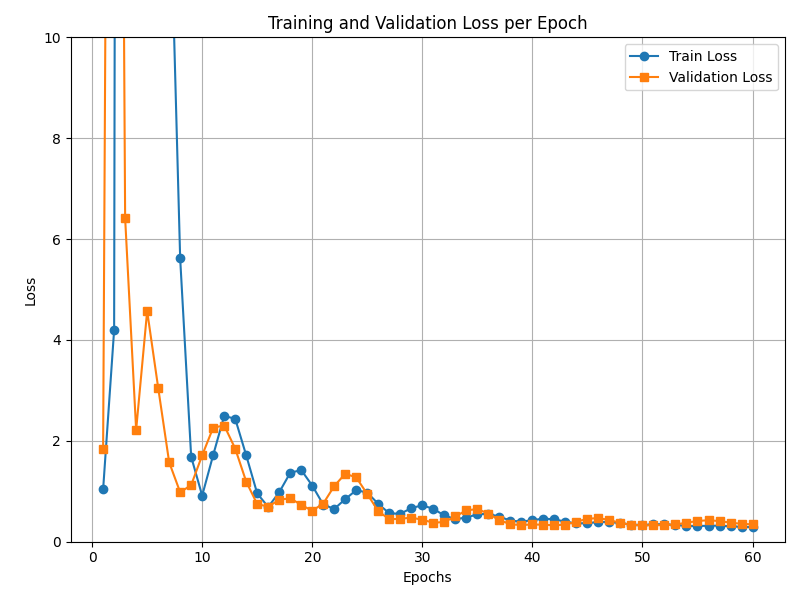 Training and Validation Loss per Epoch
Train Loss
Validation Loss
Loss
10
8
6
4
2
0
0 10 20 30 40 50 60
Epochs